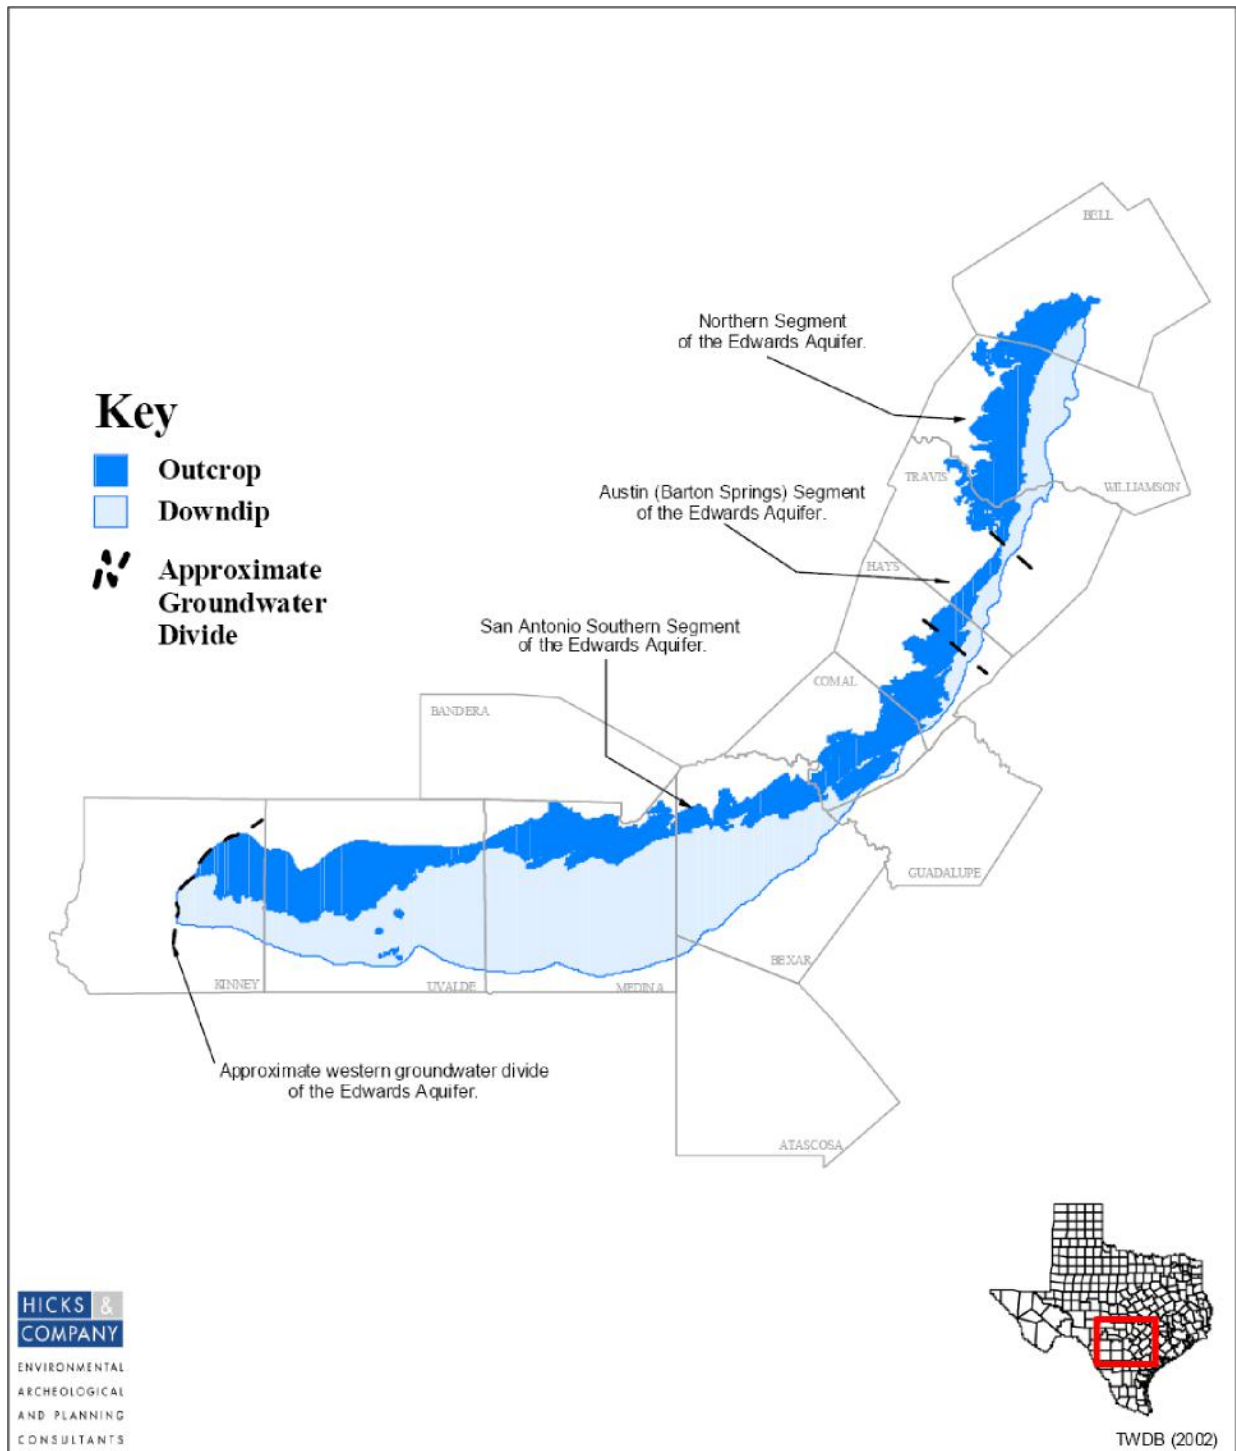 BELL
Northern Segment
of the Edwards Aquifer.
Key
Outcrop
Downdip
Approximate
Groundwater
Divide
TRAVIS
WILLIAMSON
Austin (Barton Springs) Segment
of the Edwards Aquifer.
HAYS
San Antonio Southern Segment
of the Edwards Aquifer.
COMAL
BANDERA
GUADALUPE
BEXAR
KINNEY
UVALDE
MEDINA
Approximate western groundwater divide
of the Edwards Aquifer.
ATASCOSA
HICKS &
COMPANY
ENVIRONMENTAL
ARCHEOLOGICAL
AND PLANNING
CONSULTANTS
TWDB (2002)